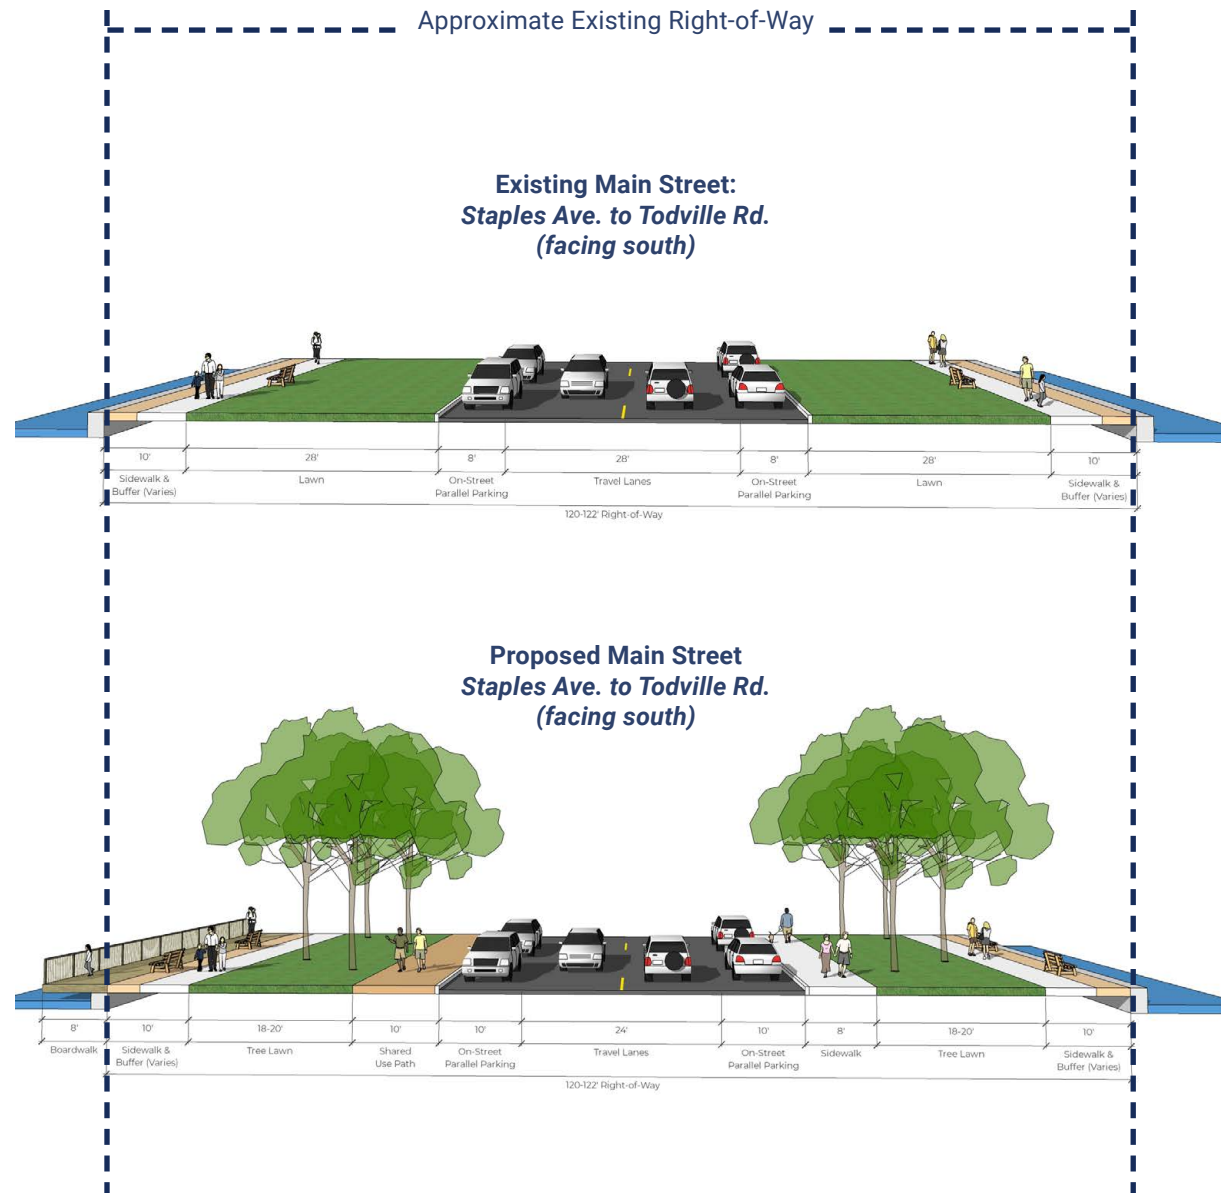 Approximate Existing Right-of-Way
Existing Main Street:
Staples Ave. to Todville Rd.
(facing south)
10' 28' 8' 28' 8' 28' 10'
Sidewalk & Lawn On-Street Travel Lanes On-Street Lawn Sidewalk &
Buffer (Varies) Parallel Parking Parallel Parking Buffer (Varies)
120-122' Right-of-Way
Proposed Main Street
Staples Ave. to Todville Rd.
(facing south)
8' 10' 18-20' 10' 10' 24' 10' 8' 18-20' 10'
Boardwalk Sidewalk & Tree Lawn Shared On-Street Travel Lanes On-Street Sidewalk Tree Lawn Sidewalk &
Buffer (Varies) Use Path Parallel Parking Parallel Parking Buffer (Varies)
120-122' Right-of-Way